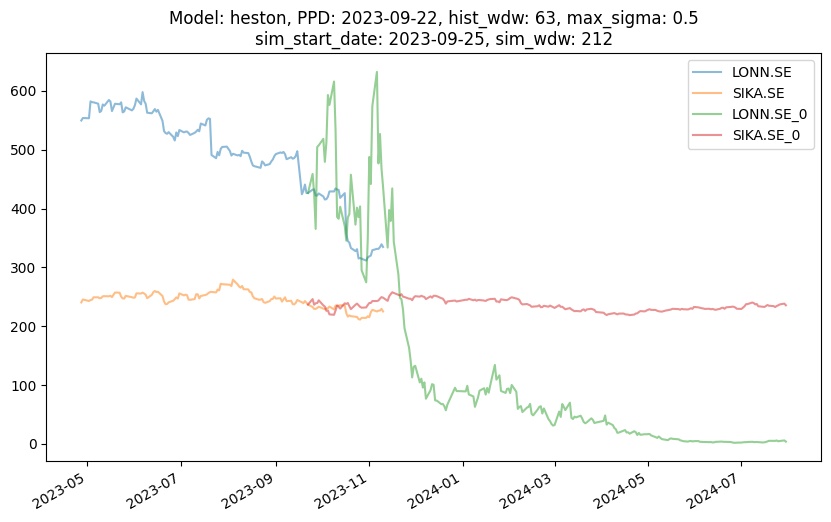 Model: heston, PPD: 2023-09-22, hist_wdw: 63, max_sigma: 0.5
sim_start_date: 2023-09-25, sim_wdw: 212
LONN.SE
SIKA.SE
LONN.SE_0
SIKA.SE_0
600
500
400
300
200
100
0
2023-05
2023-07
2023-09
2023-11
2024-01
2024-03
2024-05
2024-07